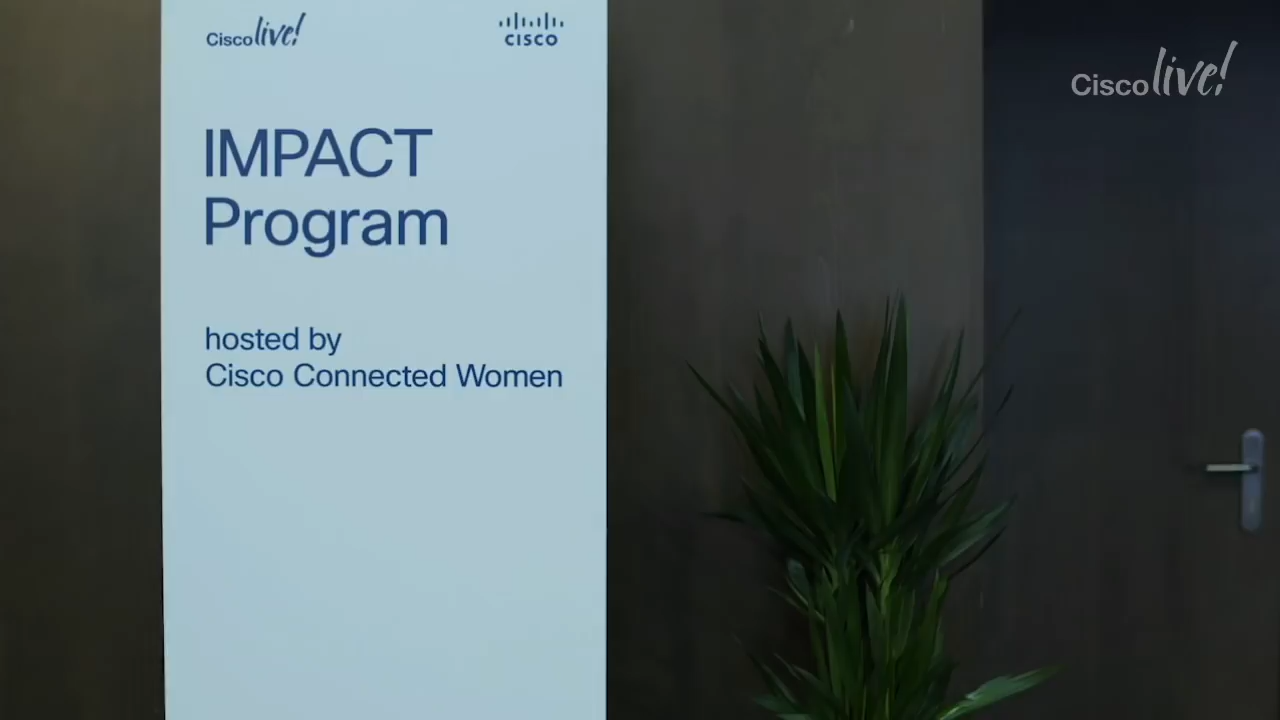 Cisco live!
CISCO
Cisco live!
IMPACT
Program
hosted by
Cisco Connected Women